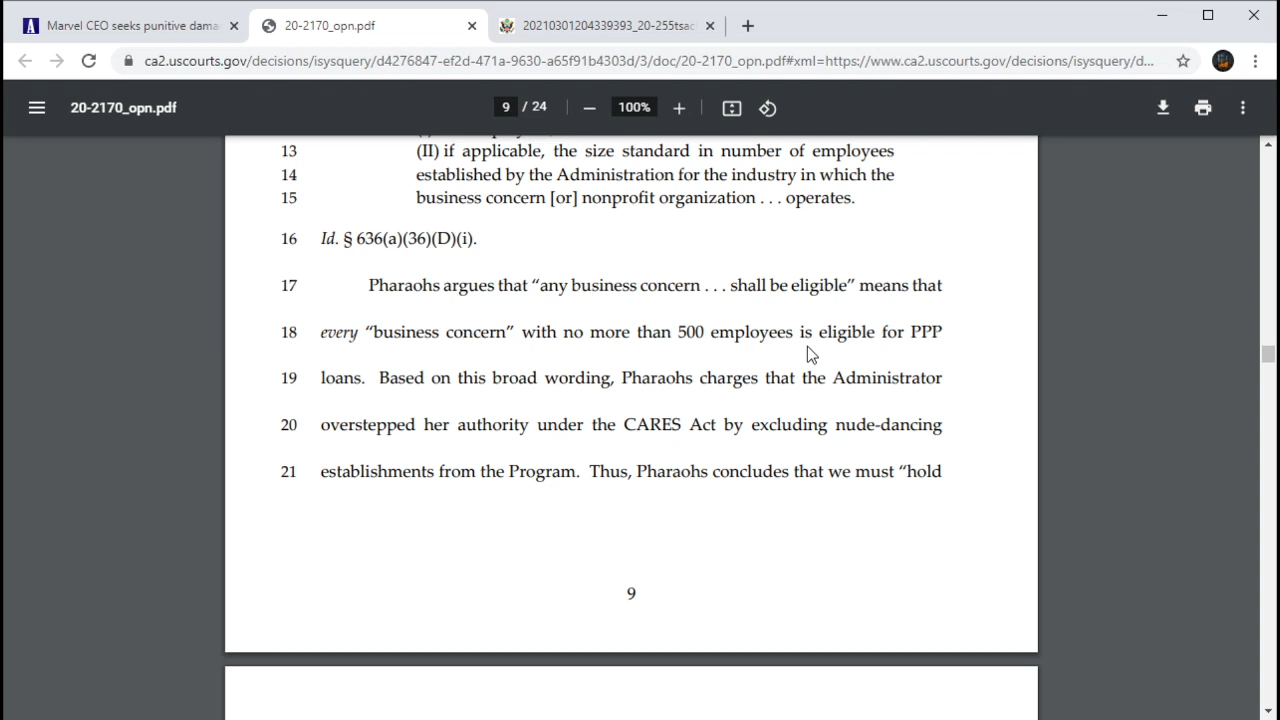 Marvel CEO seeks punitive dama
20-2170_opn.pdf
20210301204339393_20-255tsac
ca2.uscourts.gov/decisions/isysquery/d4276847-ef2d-471a-9630-a65f91b4303d/3/doc/20-2170_opn.pdf#xml=https://www.ca2.uscourts.gov/decisions/isysquery/d...
20-2170_opn.pdf
9 / 24
100%
13 (II) if applicable, the size standard in number of employees
14 established by the Administration for the industry in which the
15 business concern [or] nonprofit organization . . . operates.
16 Id. § 636(a)(36)(D)(i).
17 Pharaohs argues that “any business concern . . . shall be eligible” means that
18 every “business concern” with no more than 500 employees is eligible for PPP
19 loans. Based on this broad wording, Pharaohs charges that the Administrator
20 overstepped her authority under the CARES Act by excluding nude-dancing
21 establishments from the Program. Thus, Pharaohs concludes that we must “hold
9